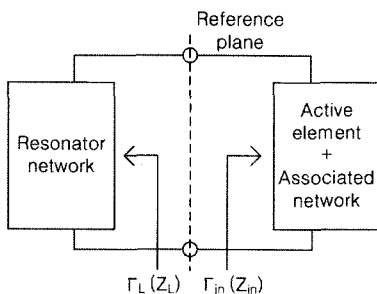 Reference
plane
Resonator
network
Active
element
+
Associated
network
ΓL (ZL)
Γin (Zin)